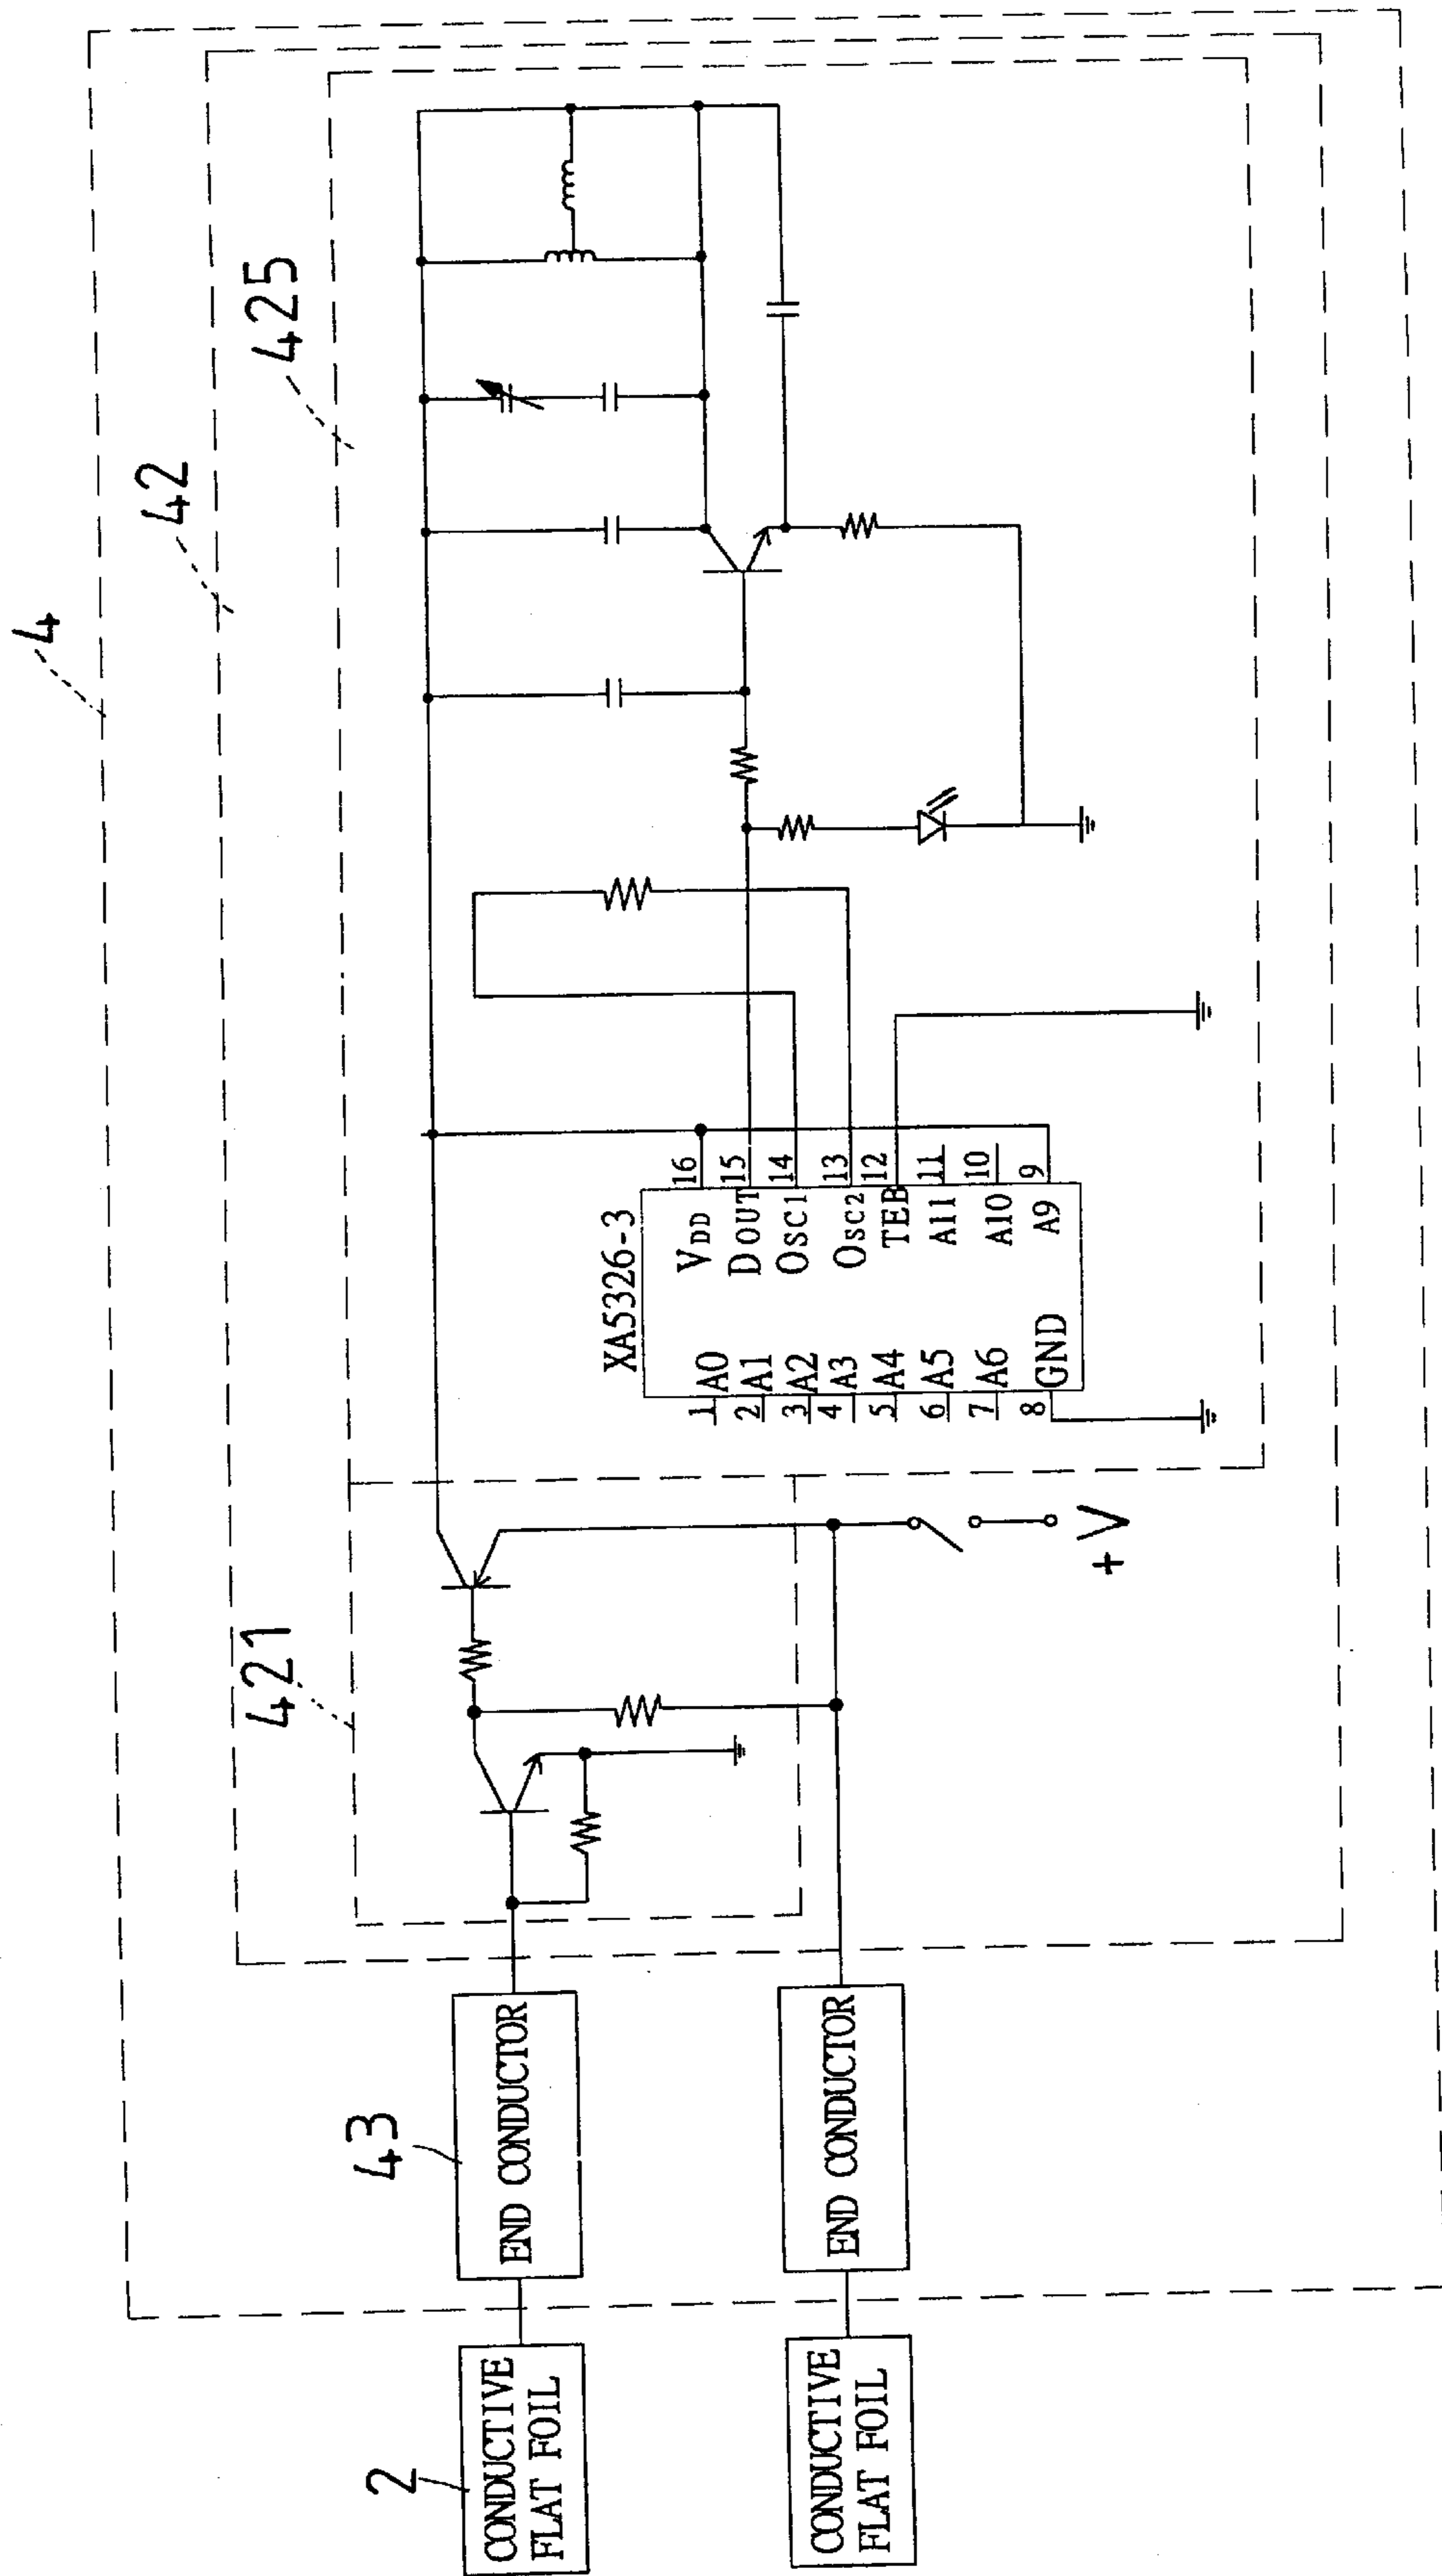 4
42
425
421
XA5326-3
1 A0
2 A1
3 A2
4 A3
5 A4
6 A5
7 A6
8 GND
16 VDD
15 DOUT
14 OSC1
13 OSC2
12 TEB
11 A11
10 A10
9 A9
+V
43
END CONDUCTOR
END CONDUCTOR
2
CONDUCTIVE
FLAT FOIL
CONDUCTIVE
FLAT FOIL